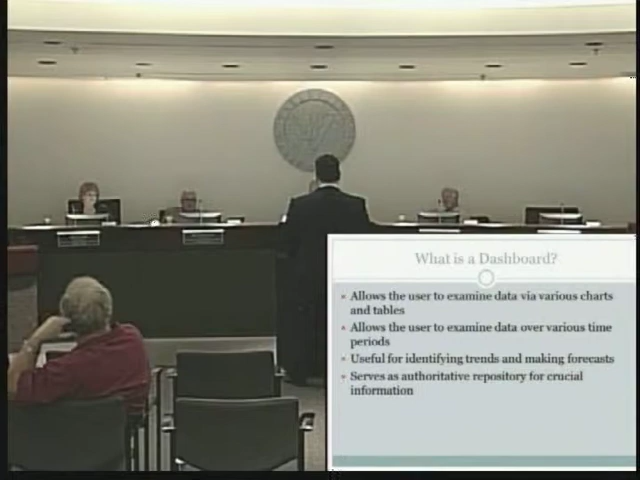 What is a Dashboard?
Allows the user to examine data via various charts
and tables
Allows the user to examine data over various time
periods
Useful for identifying trends and making forecasts
Serves as authoritative repository for crucial
information